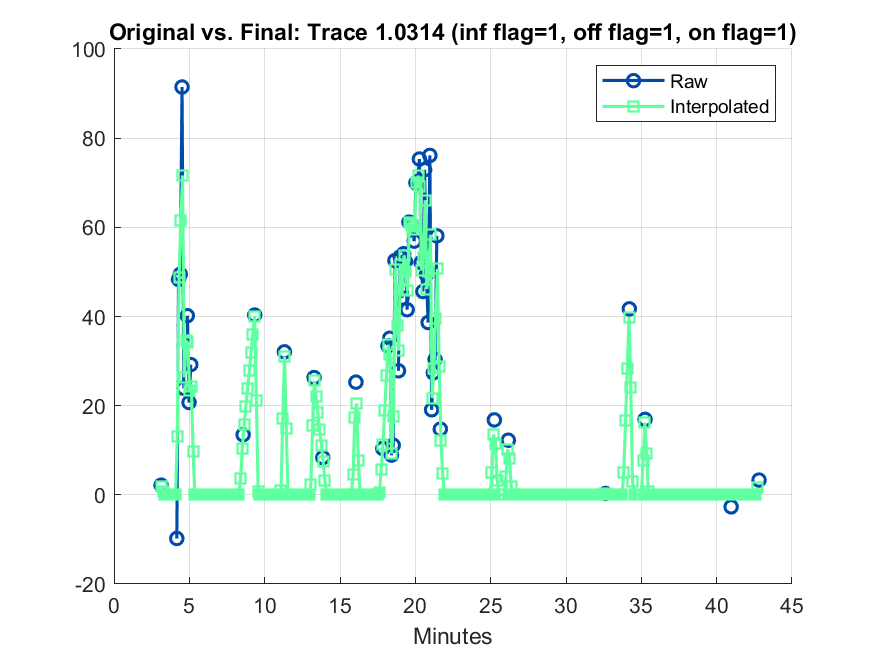 Original vs. Final: Trace 1.0314 (inf flag=1, off flag=1, on flag=1)
100
80
60
40
20
0
-20
Raw
Interpolated
0 5 10 15 20 25 30 35 40 45
Minutes